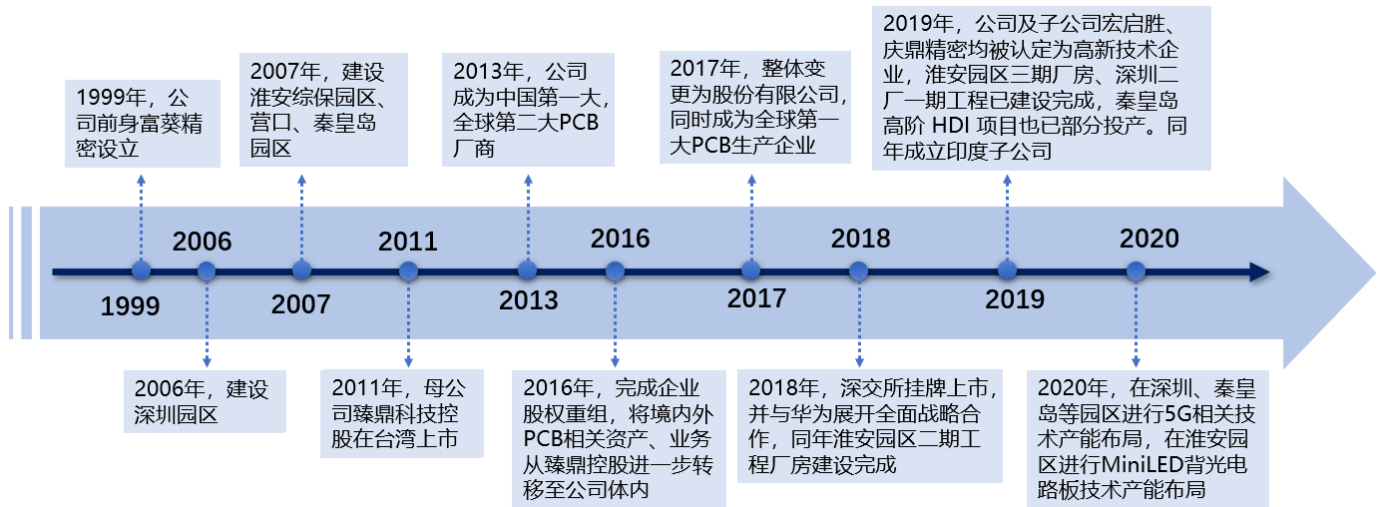 1999年，公
司前身富葵精
密设立
2007年，建设
淮安综保园区、
营口、秦皇岛
园区
2013年，公司
成为中国第一大，
全球第二大PCB
厂商
2017年，整体变
更为股份有限公司，
同时成为全球第一
大PCB生产企业
2019年，公司及子公司宏启胜、
庆鼎精密均被认定为高新技术企
业，淮安园区三期厂房、深圳二
厂一期工程已建设完成，秦皇岛
高阶 HDI 项目也已部分投产。同
年成立印度子公司
2006
2011
2016
2018
2020
1999
2007
2013
2017
2019
2006年，建设
深圳园区
2011年，母公
司臻鼎科技控
股在台湾上市
2016年，完成企业
股权重组，将境内外
PCB相关资产、业务
从臻鼎控股进一步转
移至公司体内
2018年，深交所挂牌上市，
并与华为展开全面战略合
作，同年淮安园区二期工
程厂房建设完成
2020年，在深圳、秦皇
岛等园区进行5G相关技
术产能布局，在淮安园
区进行MiniLED背光电
路板技术产能布局